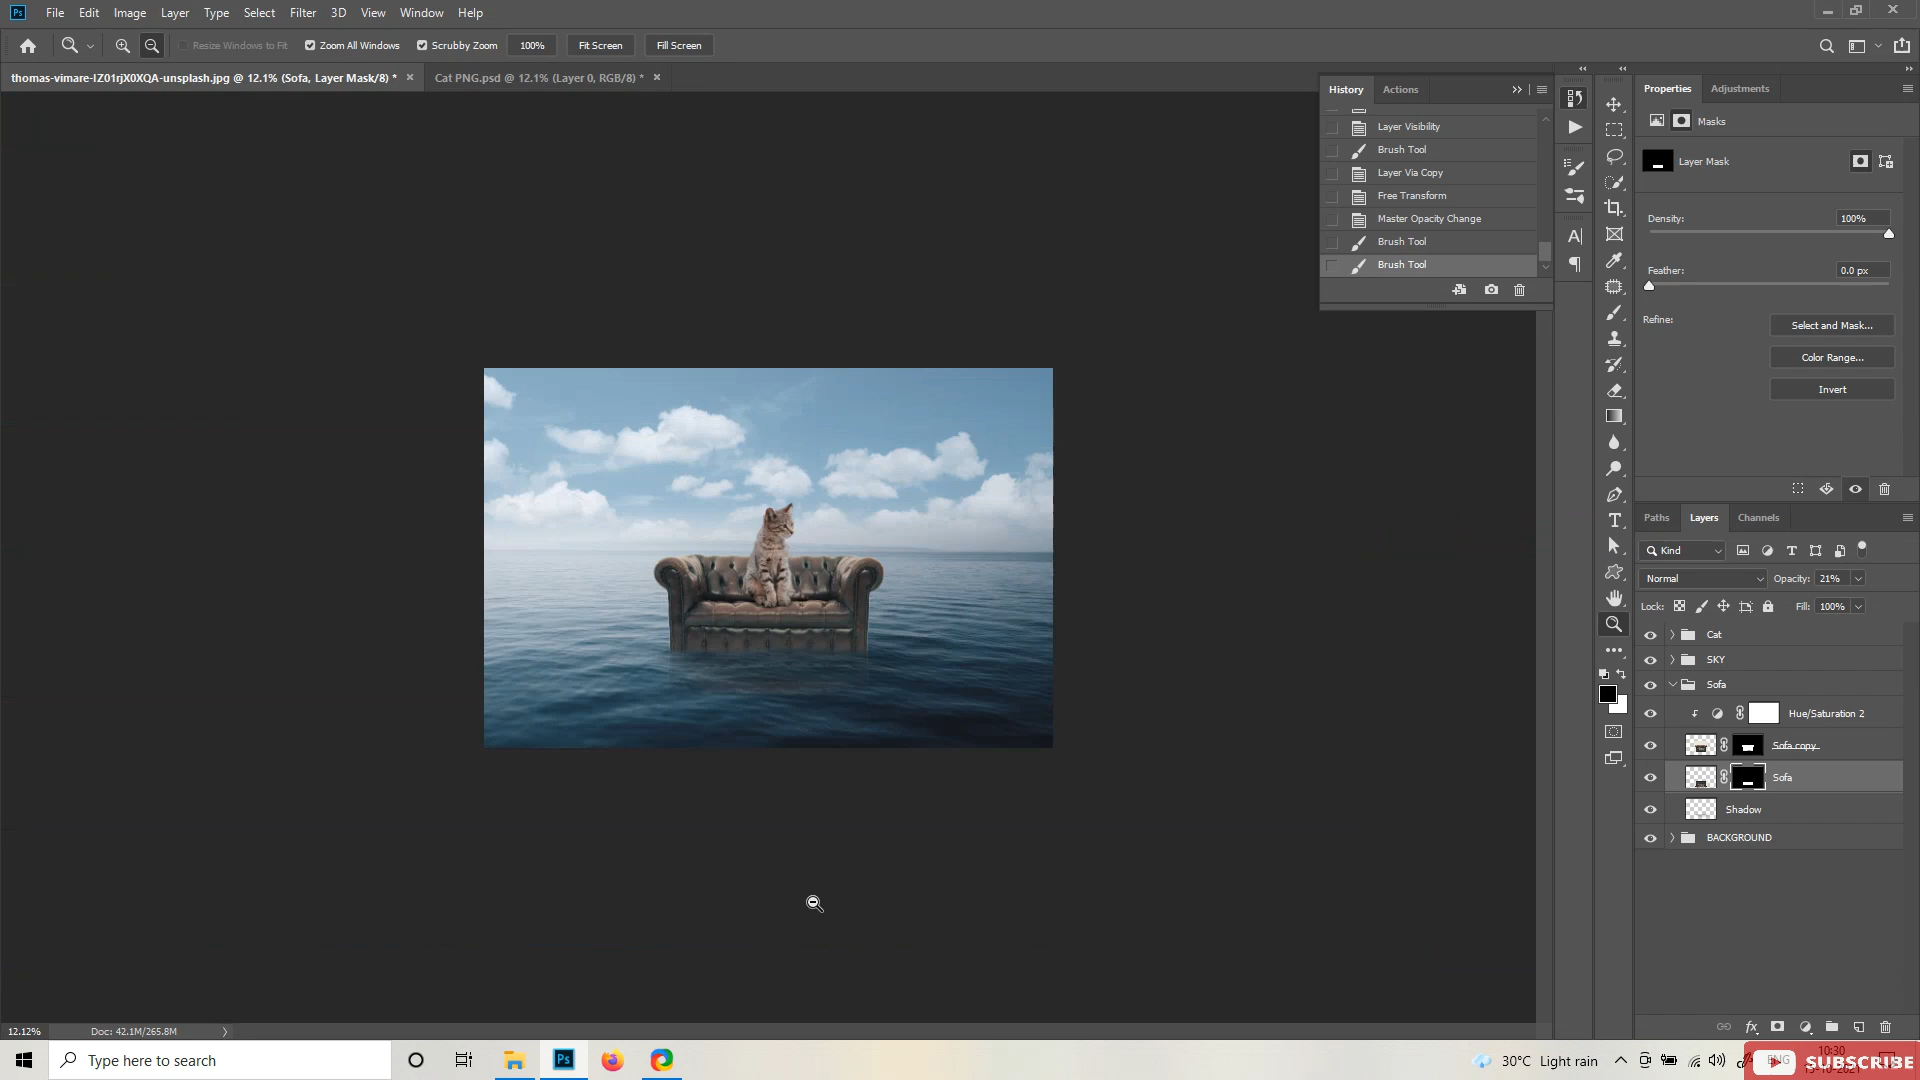 Ps File Edit Image Layer Type Select Filter 3D View Window Help
Resize Windows to Fit Zoom All Windows Scrubby Zoom 100% Fit Screen Fill Screen
thomas-vimare-IZ01rjX0XQA-unsplash.jpg @ 12.1% (Sofa, Layer Mask/8) * × Cat PNG.psd @ 12.1% (Layer 0, RGB/8) * ×
History Actions
Layer Visibility
Brush Tool
Layer Via Copy
Free Transform
Master Opacity Change
Brush Tool
Brush Tool
Properties Adjustments
Masks
Layer Mask
Density: 100%
Feather: 0.0 px
Refine: Select and Mask...
Color Range...
Invert
Paths Layers Channels
Kind
Normal Opacity: 21%
Lock: Fill: 100%
Cat
SKY
Sofa
Hue/Saturation 2
Sofa copy
Sofa
Shadow
BACKGROUND
12.12% Doc: 42.1M/265.8M
Type here to search
Ps
30°C Light rain
ENG
10:30
SUBSCRIBE